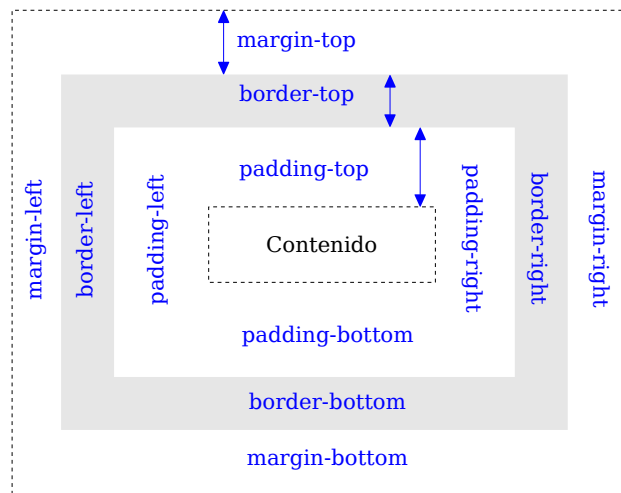 margin-top
border-top
padding-top
margin-left
border-left
padding-left
Contenido
padding-right
border-right
margin-right
padding-bottom
border-bottom
margin-bottom